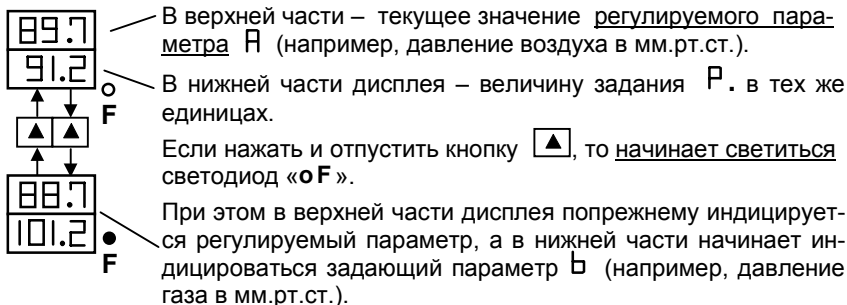 89.7
91.2
F
88.7
101.2
F
В верхней части – текущее значение регулируемого пара-
метра A (например, давление воздуха в мм.рт.ст.).
В нижней части дисплея – величину задания P. в тех же
единицах.
Если нажать и отпустить кнопку ▲, то начинает светиться
светодиод «o F».
При этом в верхней части дисплея попрежнему индицирует-
ся регулируемый параметр, а в нижней части начинает ин-
дицироваться задающий параметр b (например, давление
газа в мм.рт.ст.).